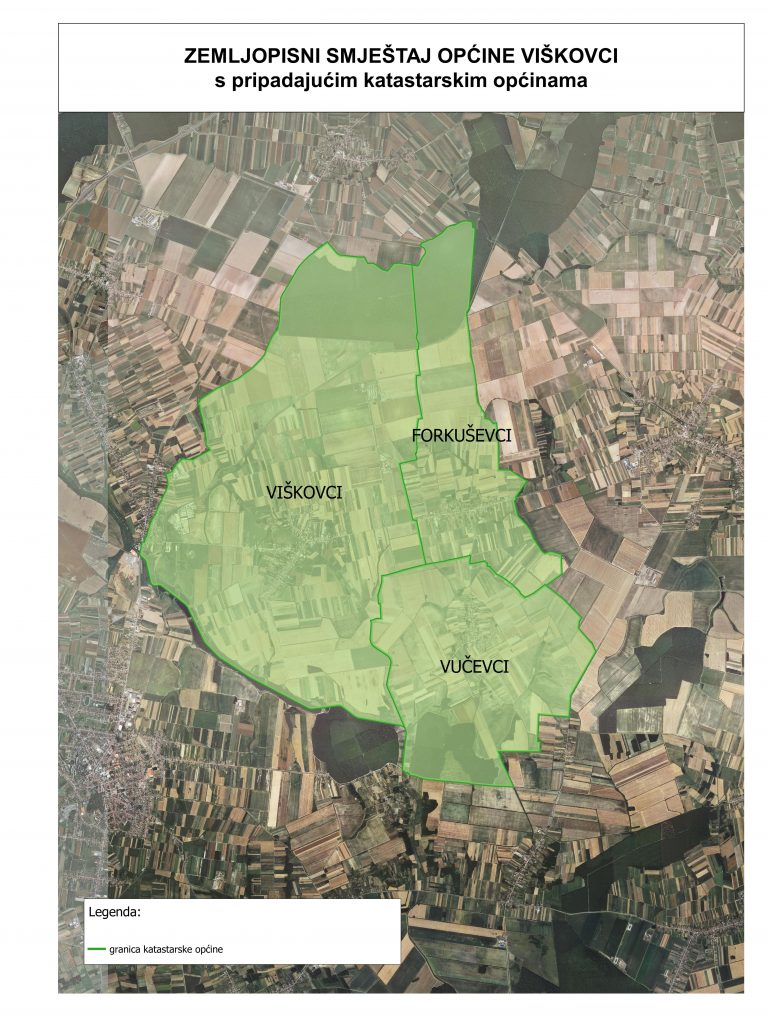 ZEMLJOPISNI SMJEŠTAJ OPĆINE VIŠKOVCI
s pripadajućim katastarskim općinama
FORKUŠEVCI
VIŠKOVCI
VUČEVCI
Legenda:
granica katastarske općine